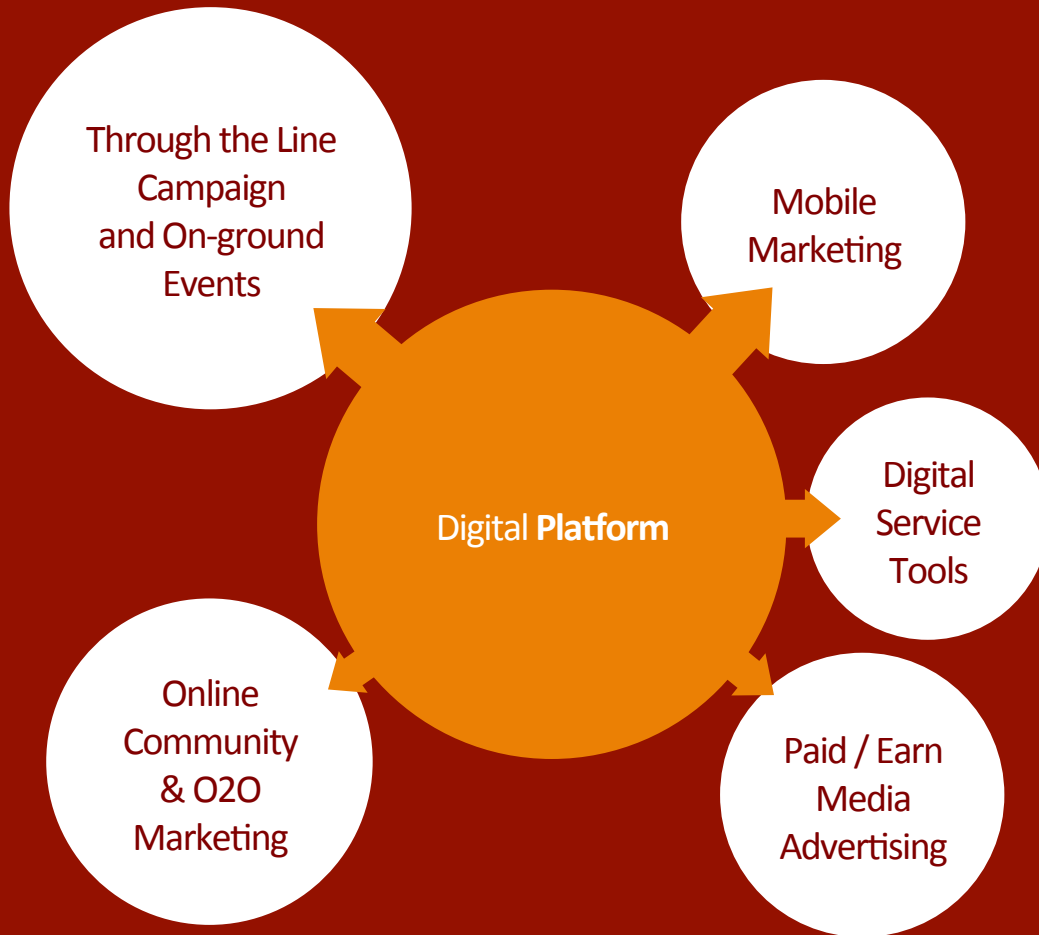 Through the Line
Campaign
and On-ground
Events
Mobile
Marketing
Digital
Service
Tools
Digital Platform
Online
Community
& O2O
Marketing
Paid / Earn
Media
Advertising